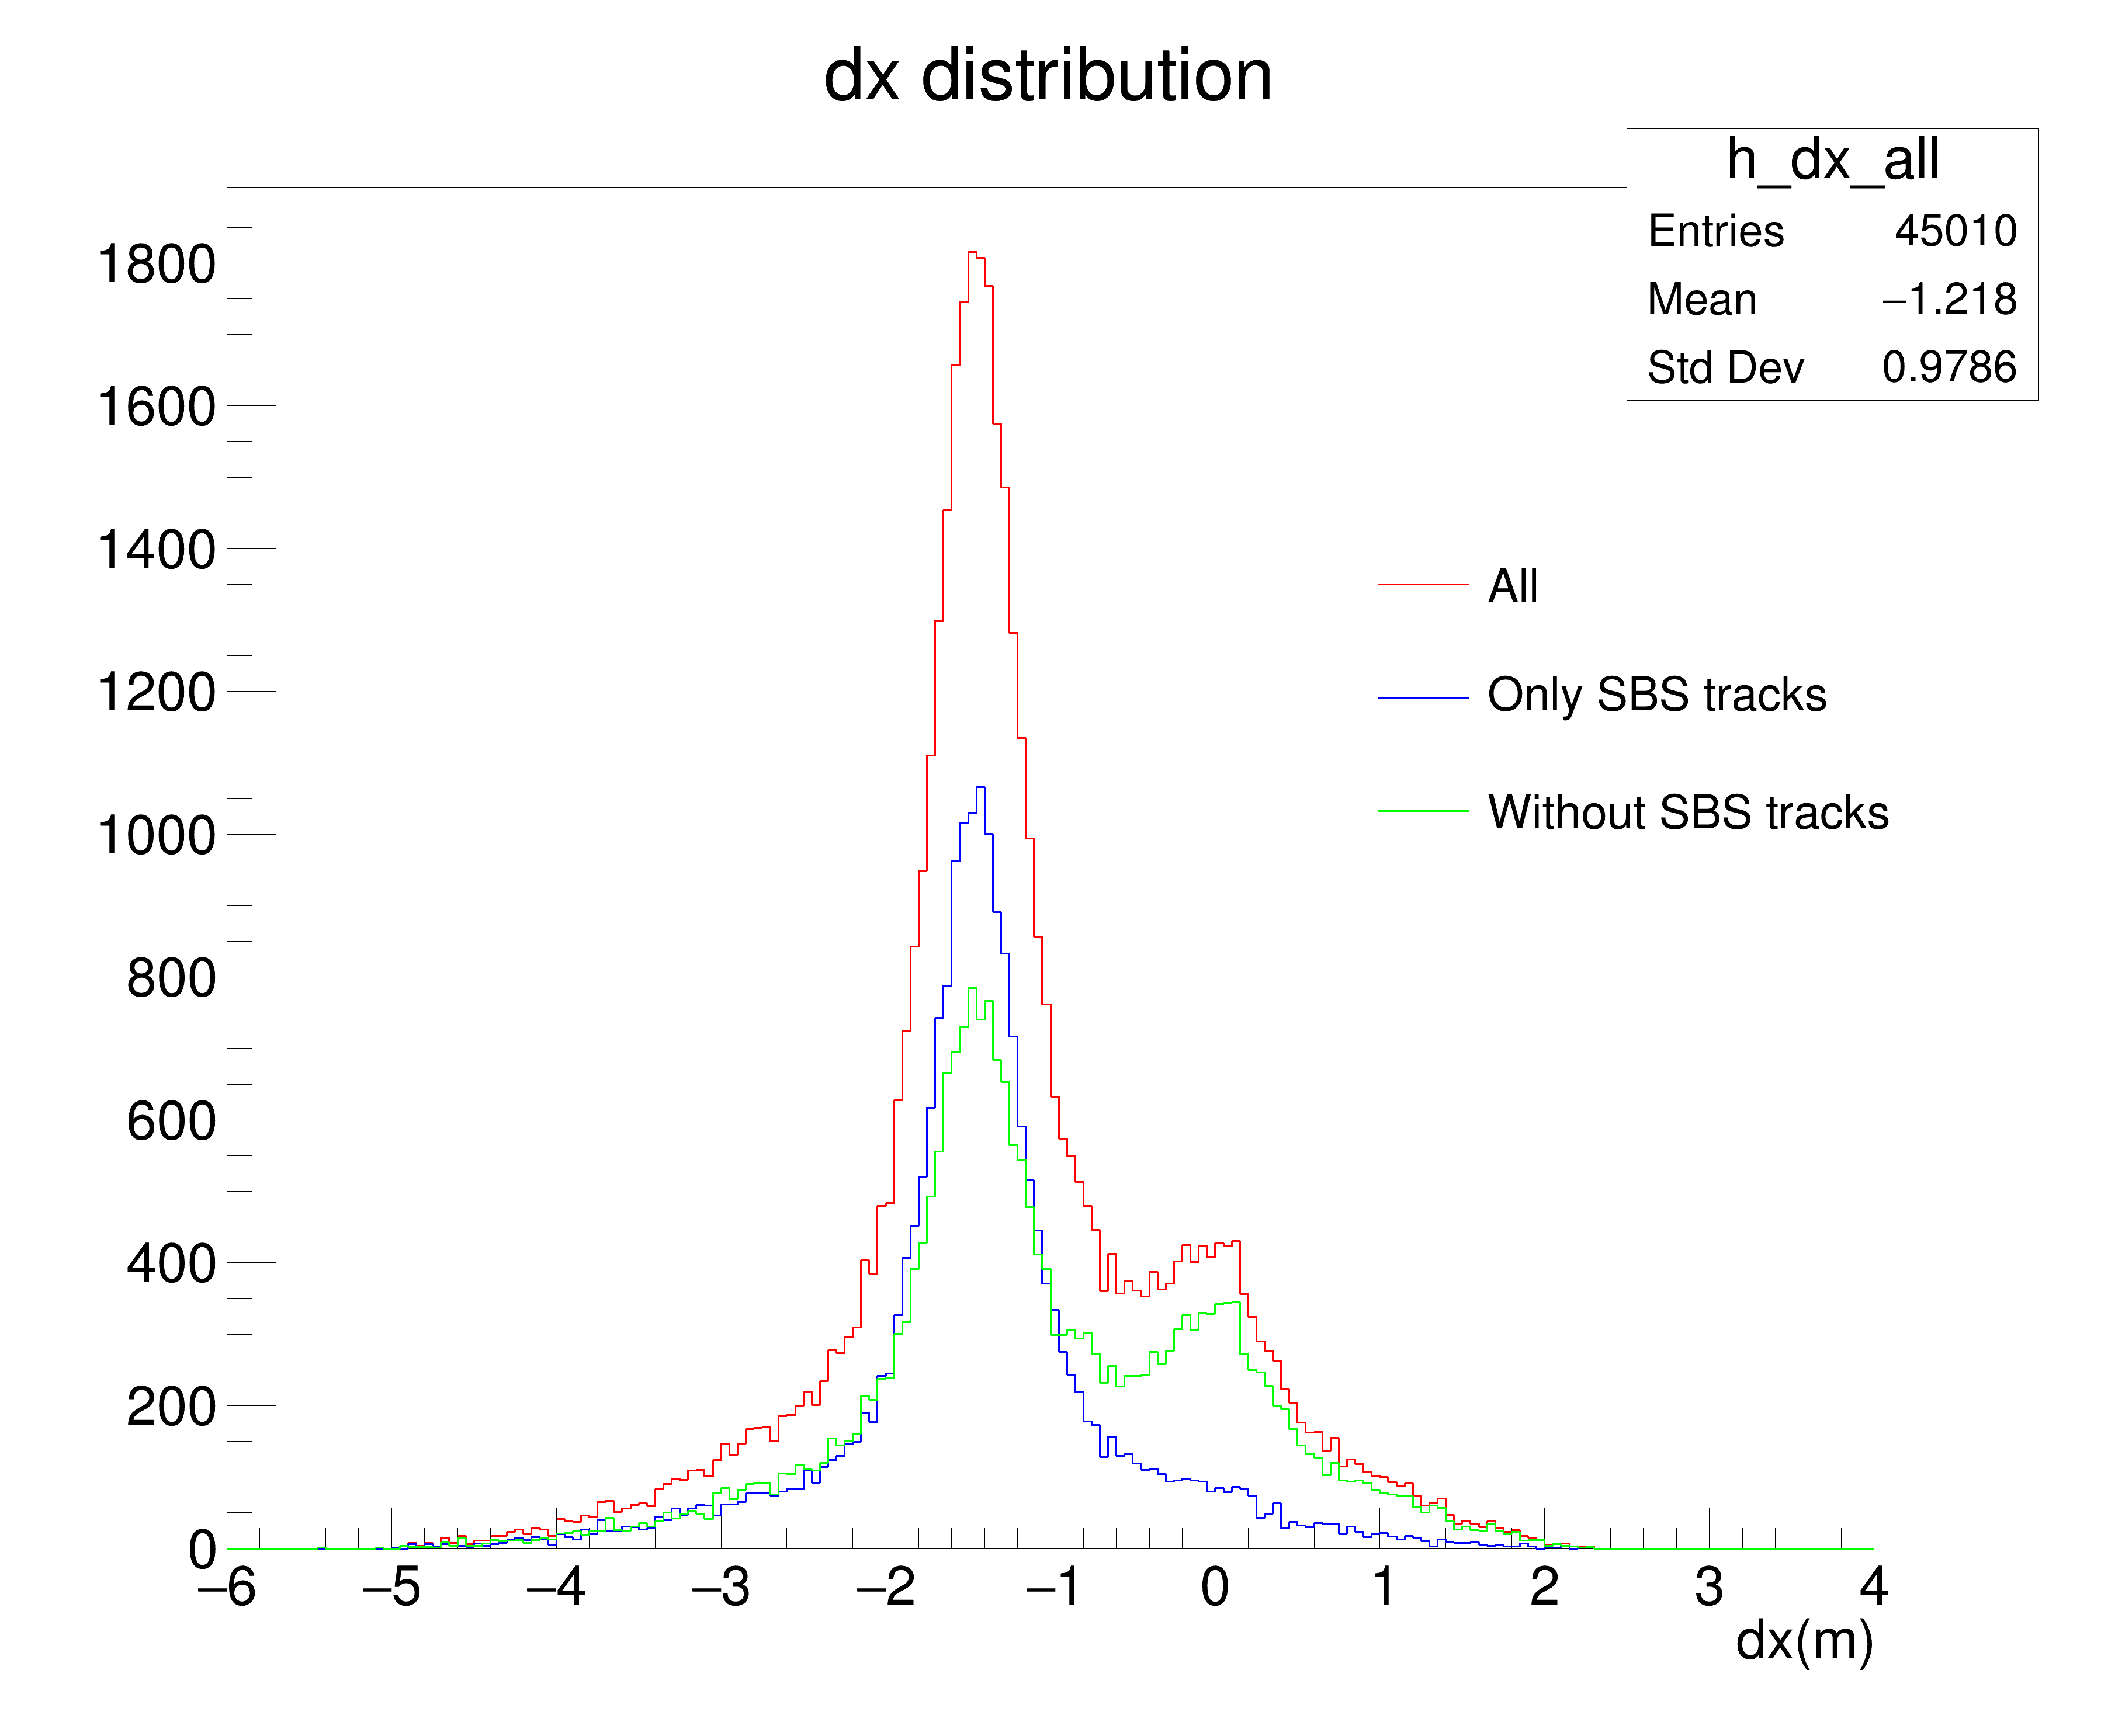 dx distribution
h_dx_all
Entries 45010
Mean −1.218
Std Dev 0.9786
1800
1600
1400
1200
1000
800
600
400
200
0
All
Only SBS tracks
Without SBS tracks
−6 −5 −4 −3 −2 −1 0 1 2 3 4
dx(m)